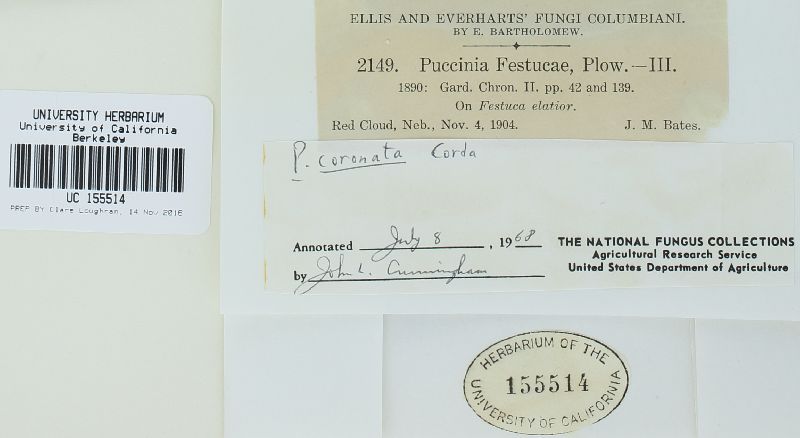 ELLIS AND EVERHARTS' FUNGI COLUMBIANI.
BY E. BARTHOLOMEW.
2149. Puccinia Festucae, Plow.—III.
1890: Gard. Chron. II. pp. 42 and 139.
On Festuca elatior.
Red Cloud, Neb., Nov. 4, 1904. J. M. Bates.
UNIVERSITY HERBARIUM
University of California
Berkeley
UC 155514
PREP BY Clare Loughran, 14 Nov 2016
P. coronata Corda
Annotated July 8, 1968
by John L. Cunningham
THE NATIONAL FUNGUS COLLECTIONS
Agricultural Research Service
United States Department of Agriculture
HERBARIUM OF THE
155514
UNIVERSITY OF CALIFORNIA